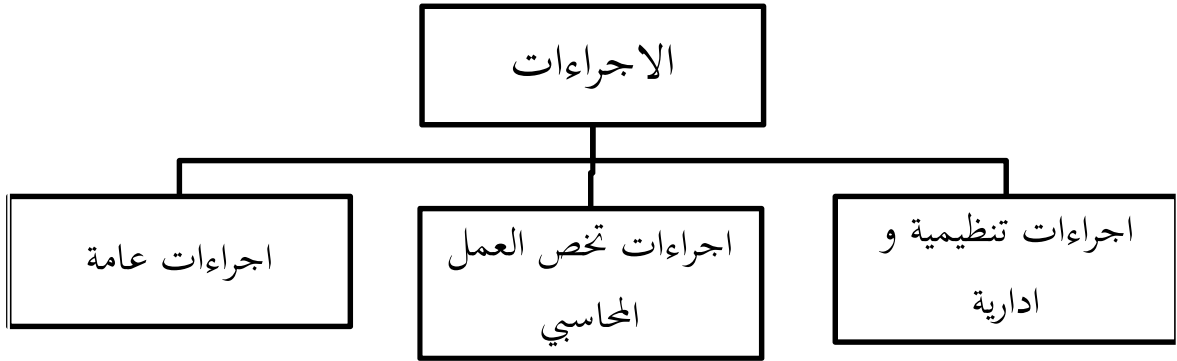 الاجراءات
اجراءات تنظيمية و
ادارية
اجراءات تخص العمل
المحاسبي
اجراءات عامة